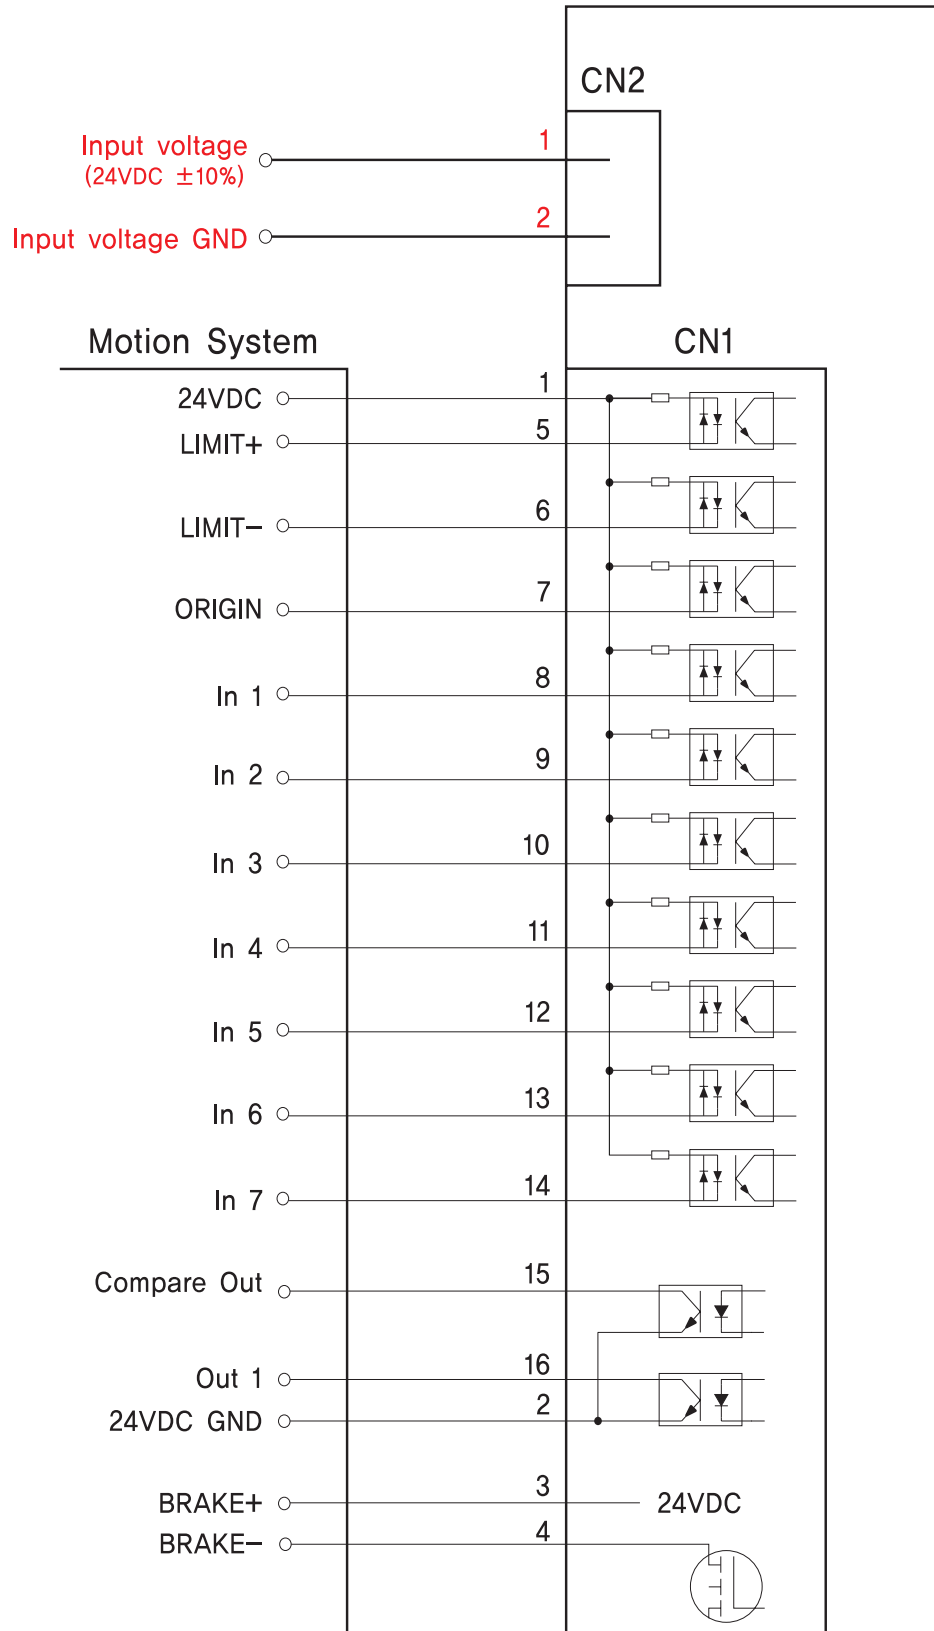 CN2
Input voltage 1
(24VDC ±10%)
Input voltage GND 2
Motion System CN1
24VDC 1
LIMIT+ 5
LIMIT− 6
ORIGIN 7
In 1 8
In 2 9
In 3 10
In 4 11
In 5 12
In 6 13
In 7 14
Compare Out 15
Out 1 16
24VDC GND 2
BRAKE+ 3 24VDC
BRAKE− 4